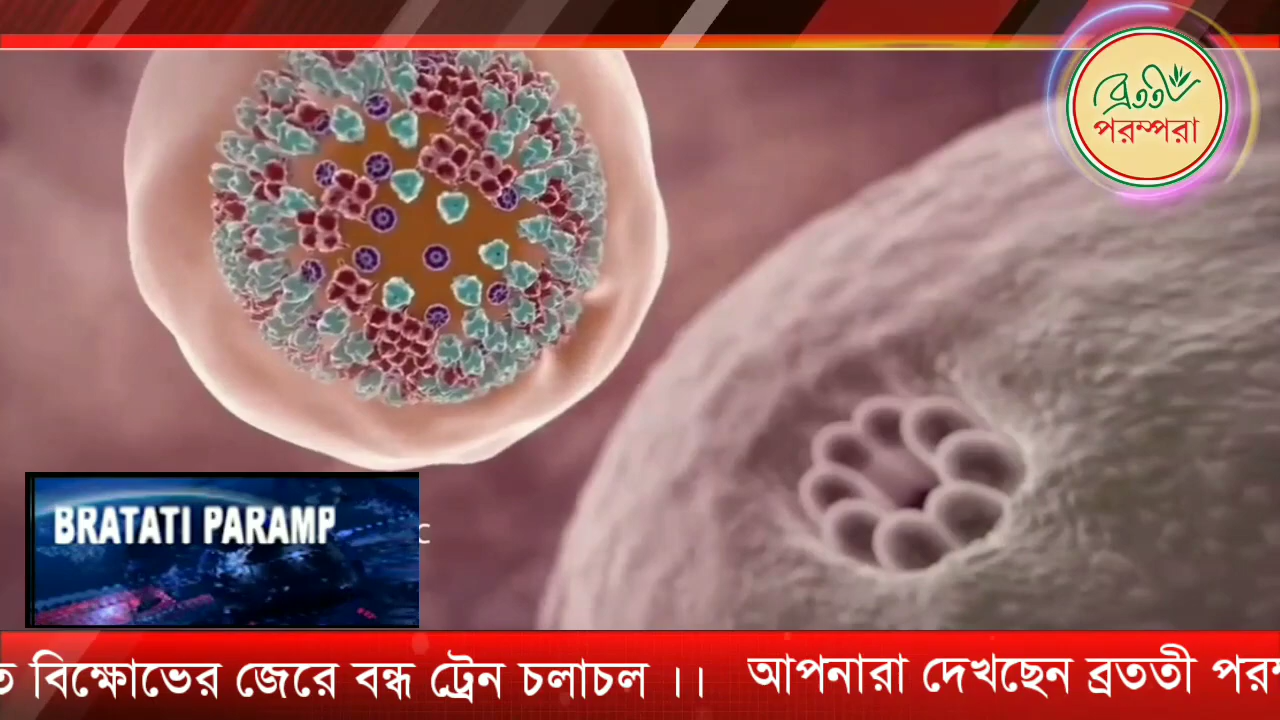 ব্রততী
পরম্পরা
BRATATI PARAMP
C
বিক্ষোভের জেরে বন্ধ ট্রেন চলাচল ।। আপনারা দেখছেন ব্রততী